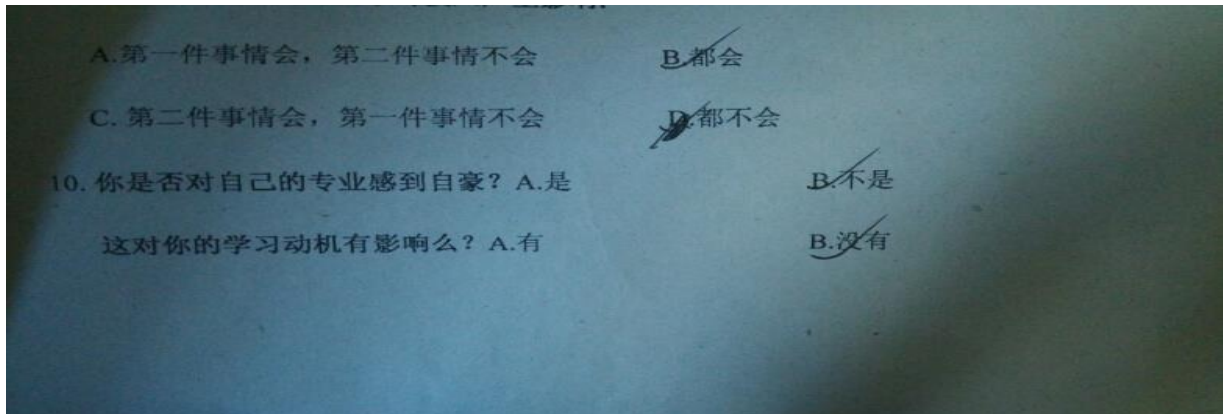 A.第一件事情会，第二件事情不会 B.都会
C. 第二件事情会，第一件事情不会 D.都不会
10. 你是否对自己的专业感到自豪？A.是 B.不是
这对你的学习动机有影响么？A.有 B.没有